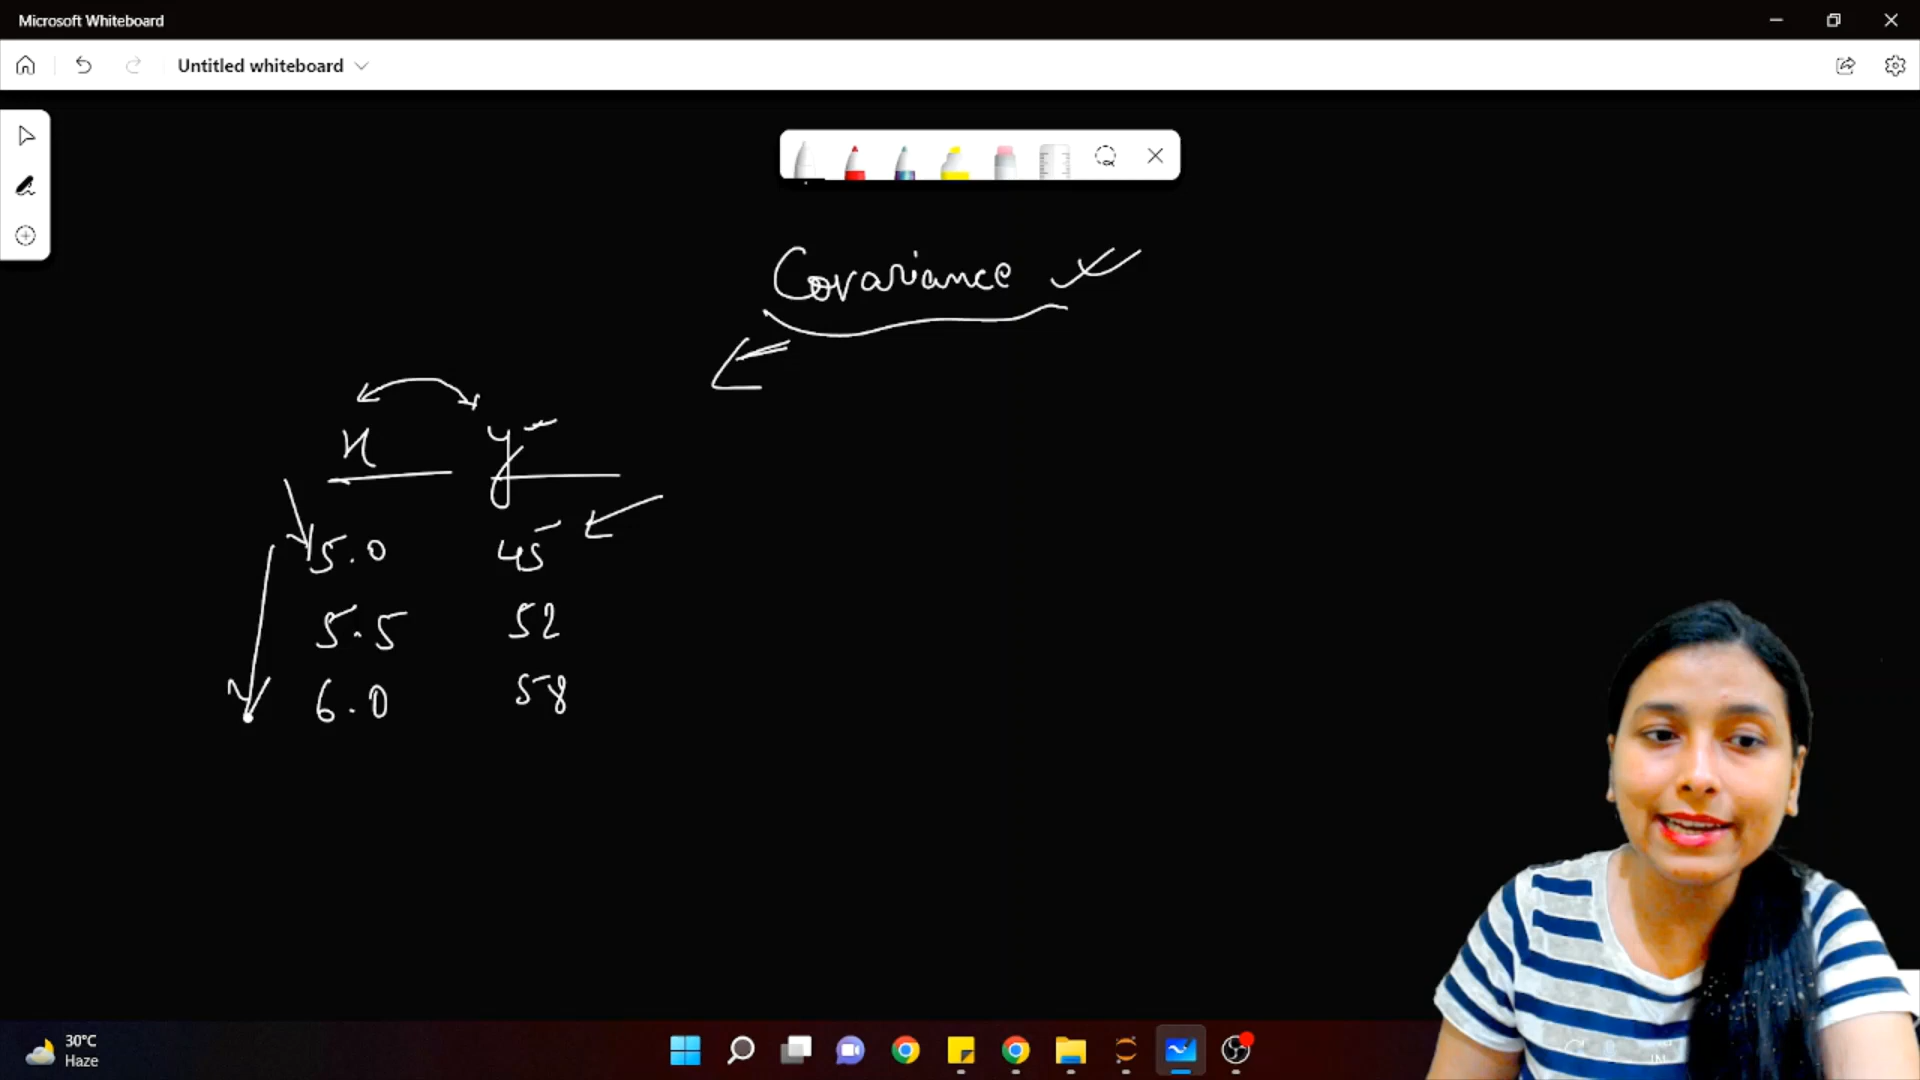 Microsoft Whiteboard
Untitled whiteboard
Covariance
x y
5.0 45
5.5 52
6.0 58
30°C
Haze